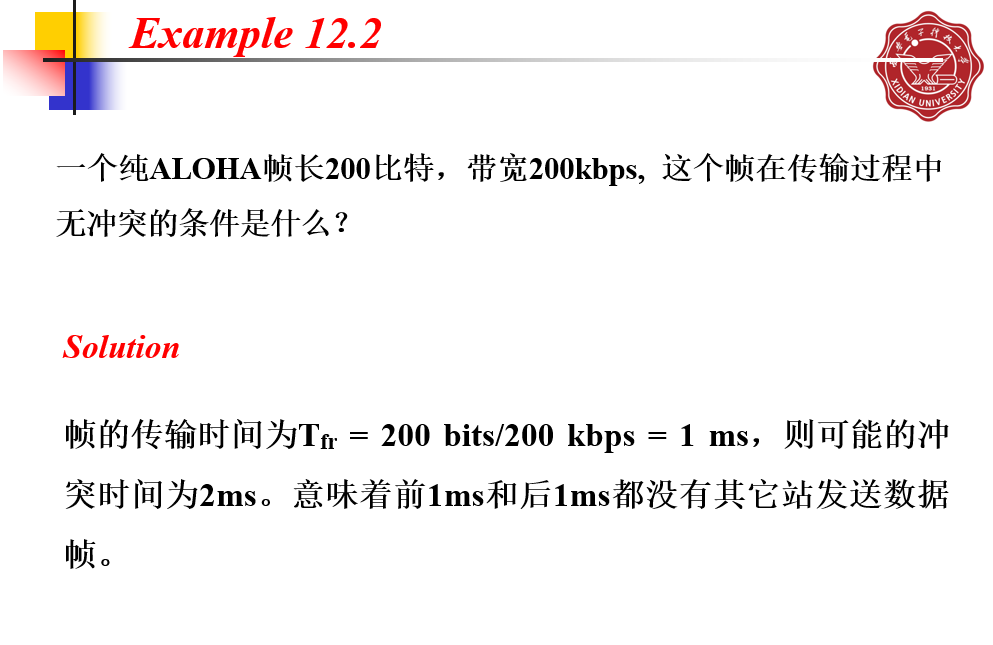 Example 12.2
XIDIAN UNIVERSITY
1931
一个纯ALOHA帧长200比特，带宽200kbps, 这个帧在传输过程中
无冲突的条件是什么？
Solution
帧的传输时间为Tfr = 200 bits/200 kbps = 1 ms，则可能的冲
突时间为2ms。意味着前1ms和后1ms都没有其它站发送数据
帧。